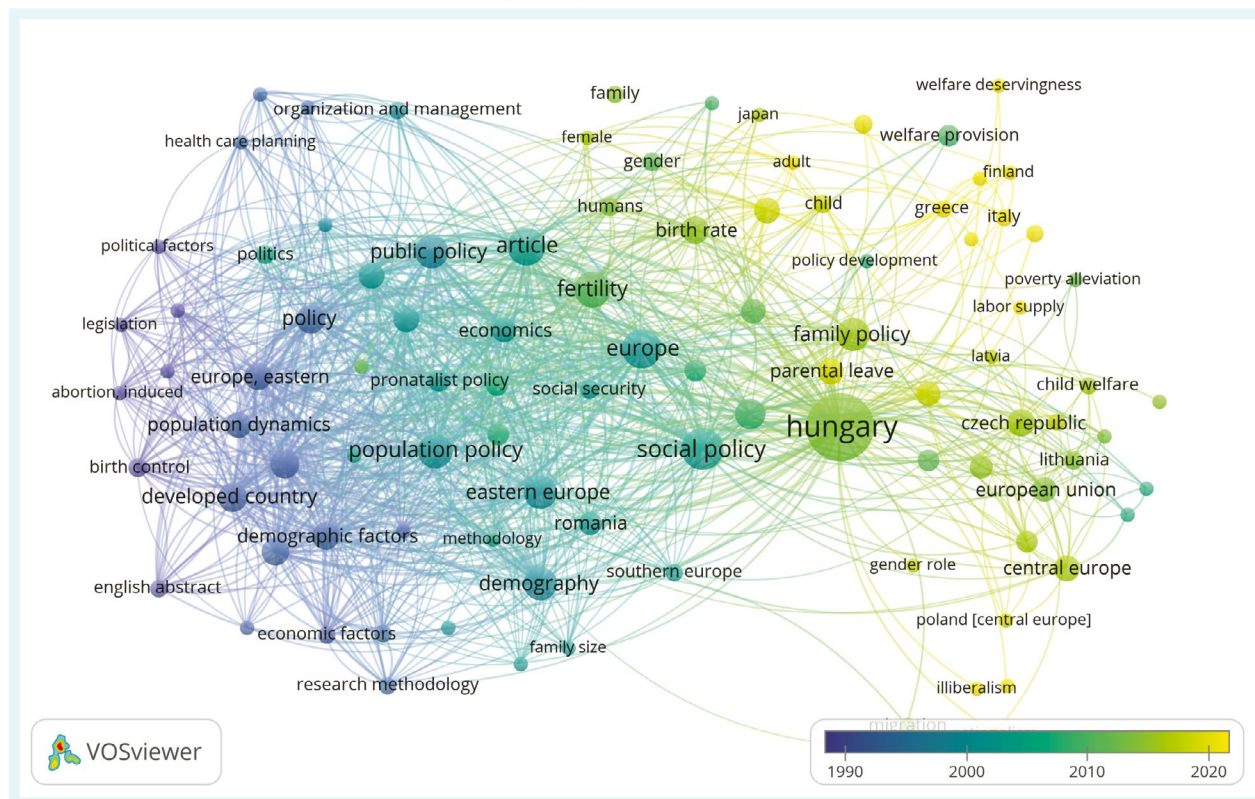 welfare deservingness
family
organization and management
japan
female
welfare provision
health care planning
gender
adult
finland
humans
child
greece
italy
birth rate
political factors
politics
public policy
article
policy development
poverty alleviation
fertility
labor supply
legislation
policy
economics
family policy
europe
latvia
parental leave
europe, eastern
pronatalist policy
social security
child welfare
abortion, induced
population dynamics
hungary
czech republic
population policy
social policy
birth control
lithuania
developed country
eastern europe
european union
romania
demographic factors
methodology
gender role
central europe
southern europe
demography
english abstract
poland [central europe]
economic factors
family size
research methodology
illiberalism
migration
VOSviewer
1990 2000 2010 2020